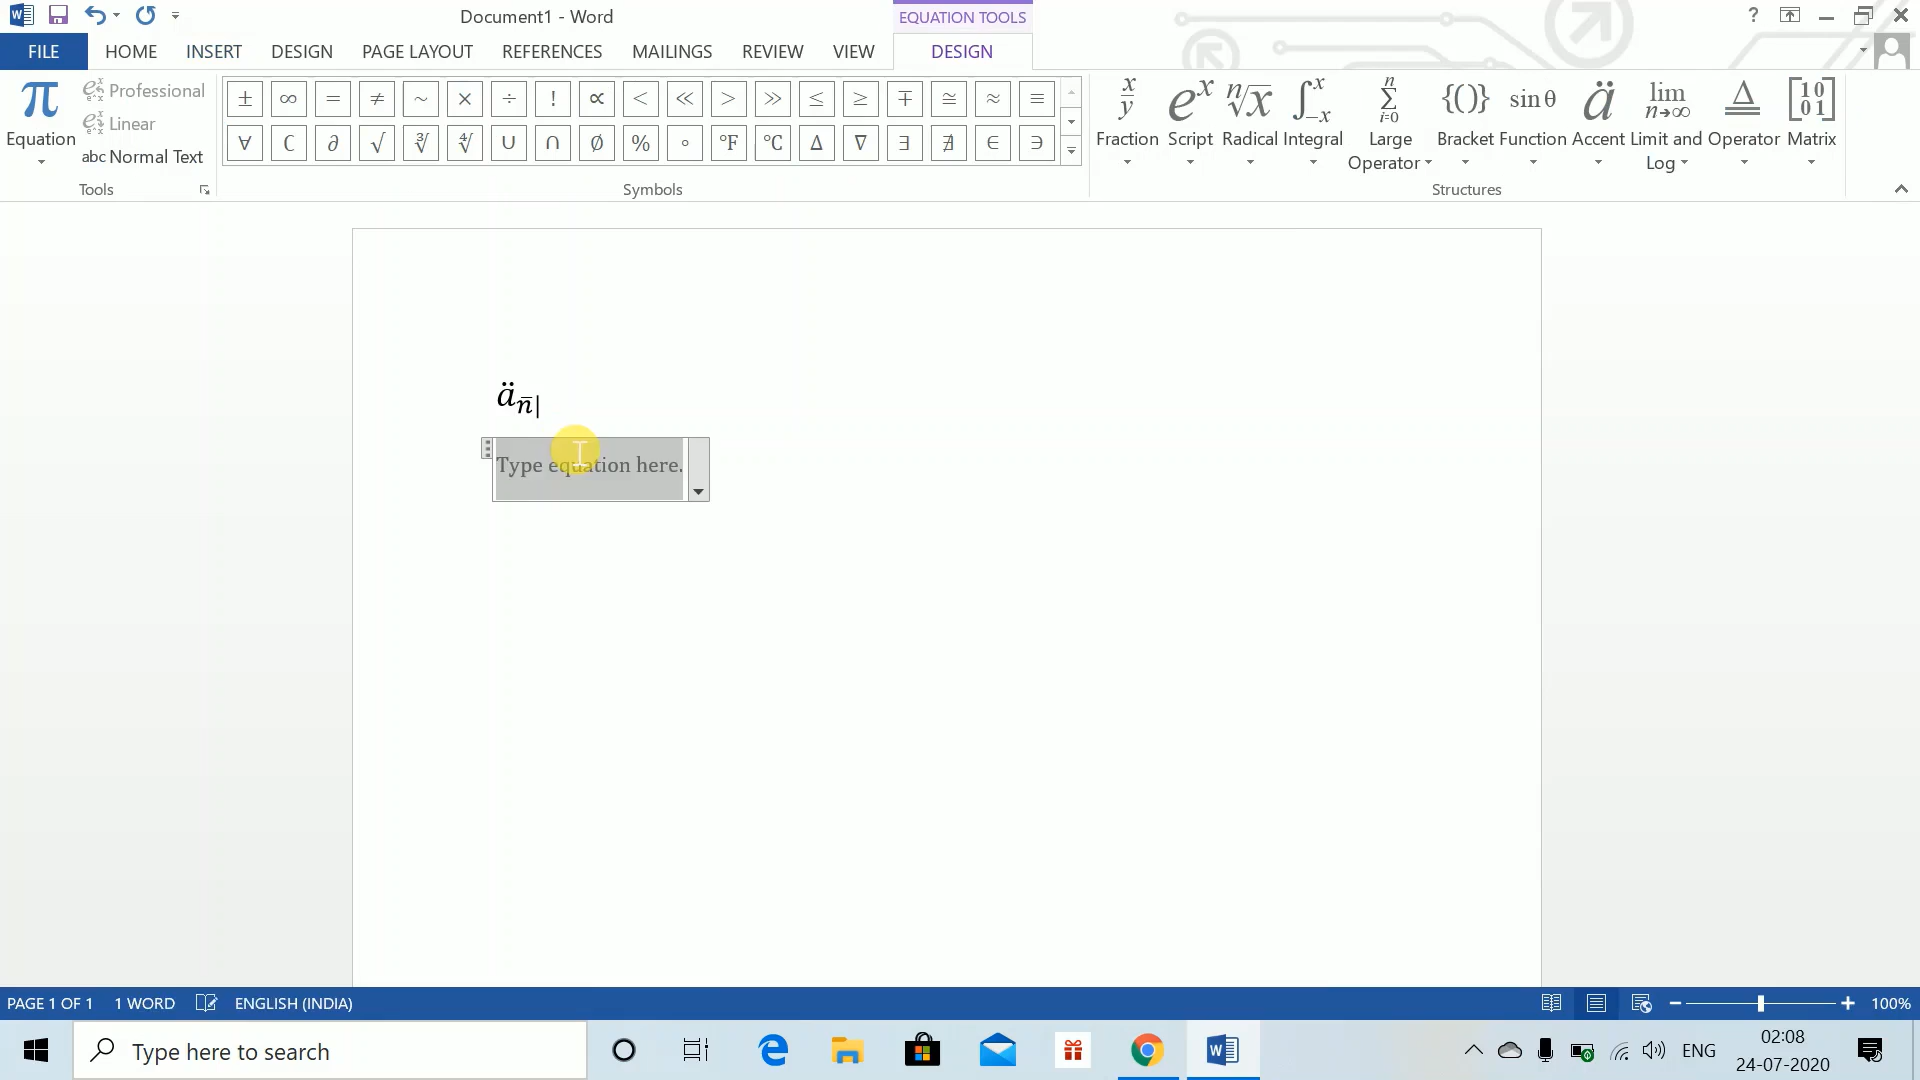 Document1 - Word
EQUATION TOOLS
?
FILE HOME INSERT DESIGN PAGE LAYOUT REFERENCES MAILINGS REVIEW VIEW DESIGN
π Professional
Linear
Equation abc Normal Text
Tools
± ∞ = ≠ ~ × ÷ ! ∝ < ≪ > ≫ ≤ ≥ ∓ ≅ ≈ ≡
∀ ∁ ∂ √ ∛ ∜ ∪ ∩ ∅ % ° °F °C ∆ ∇ ∃ ∄ ∈ ∋
Symbols
Fraction Script Radical Integral Large Operator Bracket Function Accent Limit and Log Operator Matrix
Structures
ä n̄|
Type equation here.
PAGE 1 OF 1 1 WORD ENGLISH (INDIA) 100%
Type here to search
ENG
02:08
24-07-2020